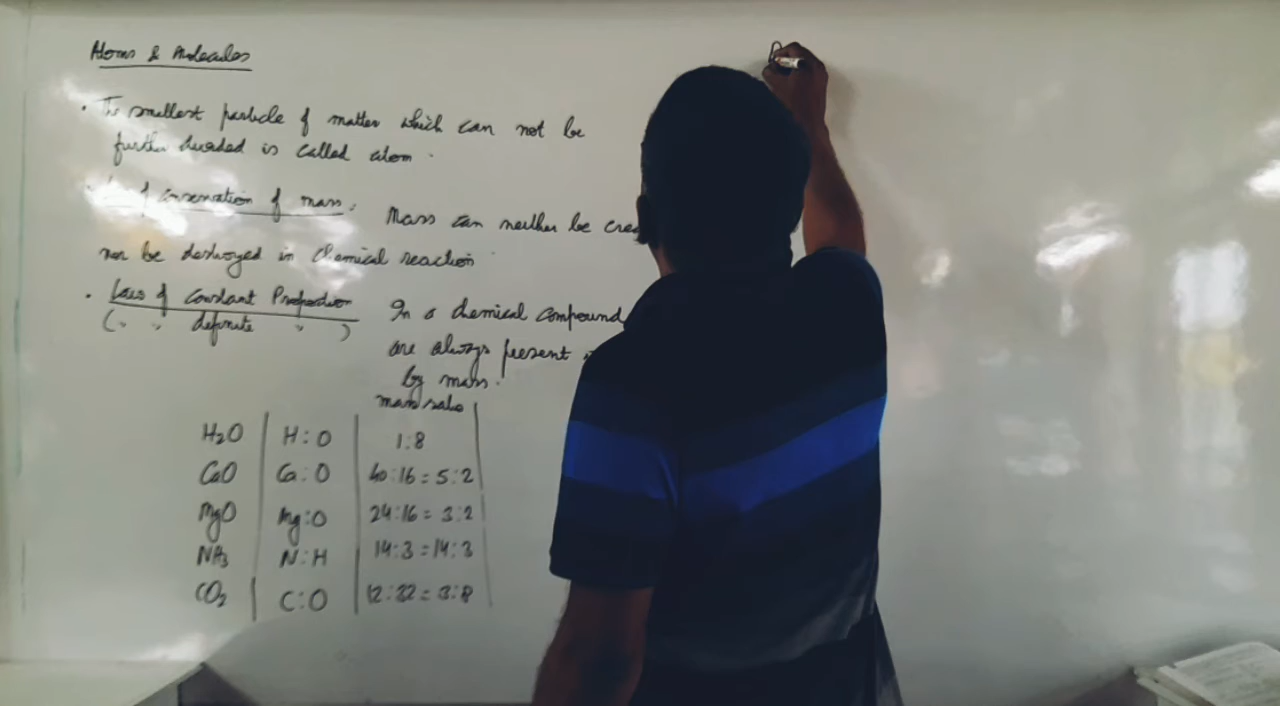 Atoms & Molecules
· The smallest particle of matter which can not be
further divided is called atom .
of conservation of mass : Mass can neither be
nor be destroyed in Chemical reaction
· Law of Constant Proportion In a chemical compound
( " " definite " ) are always present
by mass.
mass ratio
H₂O | H : O | 1:8
CaO | Ca : O | 40:16 = 5:2
MgO | Mg : O | 24:16 = 3:2
NH₃ | N : H | 14:3 = 14:3
CO₂ | C : O | 12:32 = 3:8